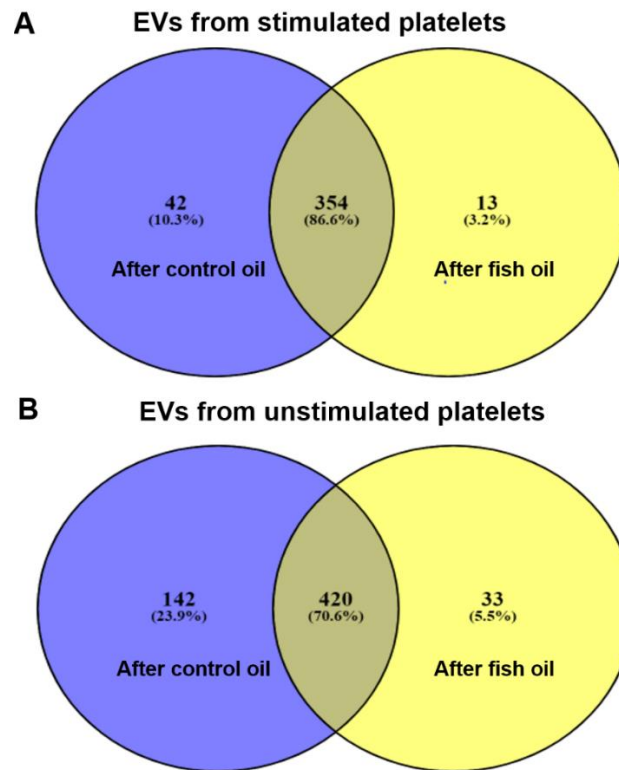 A
EVs from stimulated platelets
42
(10.3%)
354
(86.6%)
13
(3.2%)
After control oil
After fish oil
B
EVs from unstimulated platelets
142
(23.9%)
420
(70.6%)
33
(5.5%)
After control oil
After fish oil